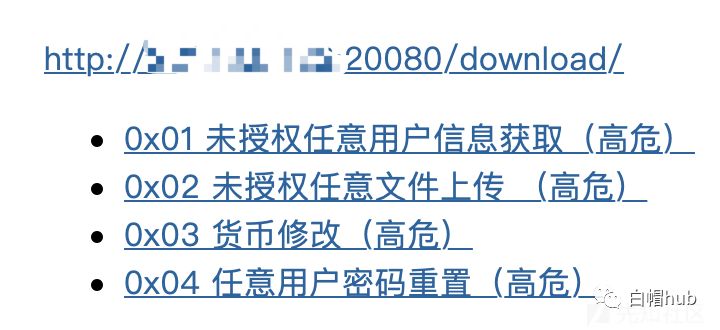 http:// 20080/download/
0x01 未授权任意用户信息获取（高危）
0x02 未授权任意文件上传 （高危）
0x03 货币修改（高危）
0x04 任意用户密码重置（高危）
白帽hub